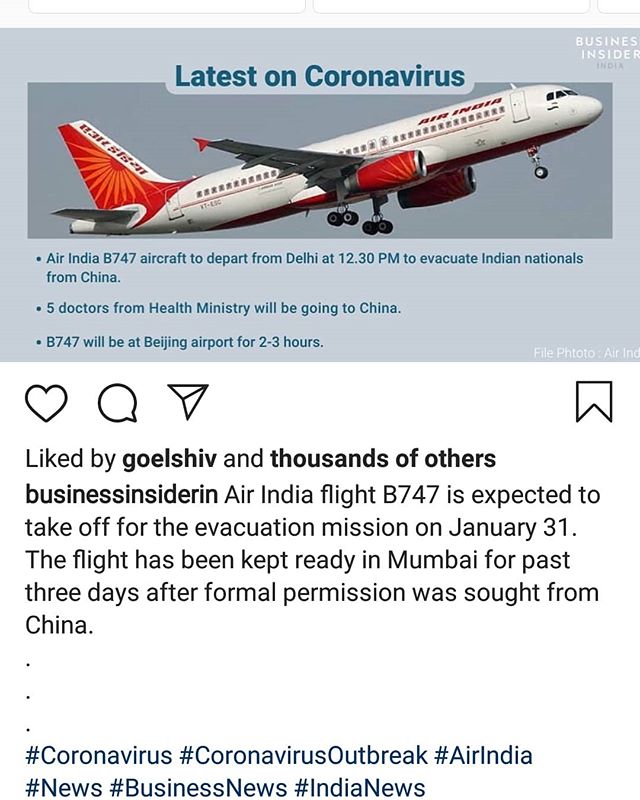 BUSINES
INSIDER
INDIA
Latest on Coronavirus
AIR INDIA
VT-ESC
• Air India B747 aircraft to depart from Delhi at 12.30 PM to evacuate Indian nationals
from China.
• 5 doctors from Health Ministry will be going to China.
• B747 will be at Beijing airport for 2-3 hours.
File Phtoto : Air Ind
Liked by goelshiv and thousands of others
businessinsiderin Air India flight B747 is expected to
take off for the evacuation mission on January 31.
The flight has been kept ready in Mumbai for past
three days after formal permission was sought from
China.
.
.
.
#Coronavirus #CoronavirusOutbreak #AirIndia
#News #BusinessNews #IndiaNews